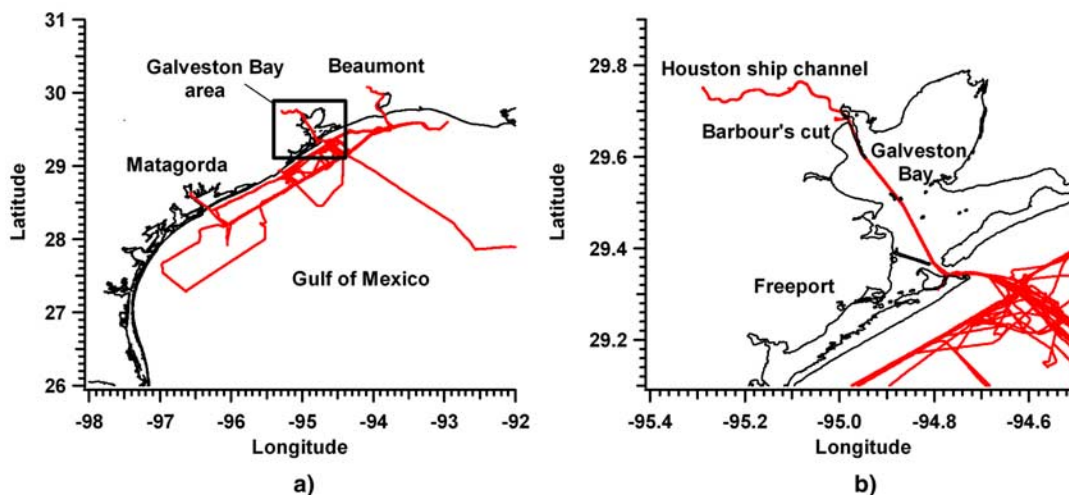 31
30
29
28
27
26
Latitude
Galveston Bay
area
Beaumont
Matagorda
Gulf of Mexico
-98 -97 -96 -95 -94 -93 -92
Longitude
a)
29.8
29.6
29.4
29.2
Latitude
Houston ship channel
Barbour's cut
Galveston
Bay
Freeport
-95.4 -95.2 -95.0 -94.8 -94.6
Longitude
b)